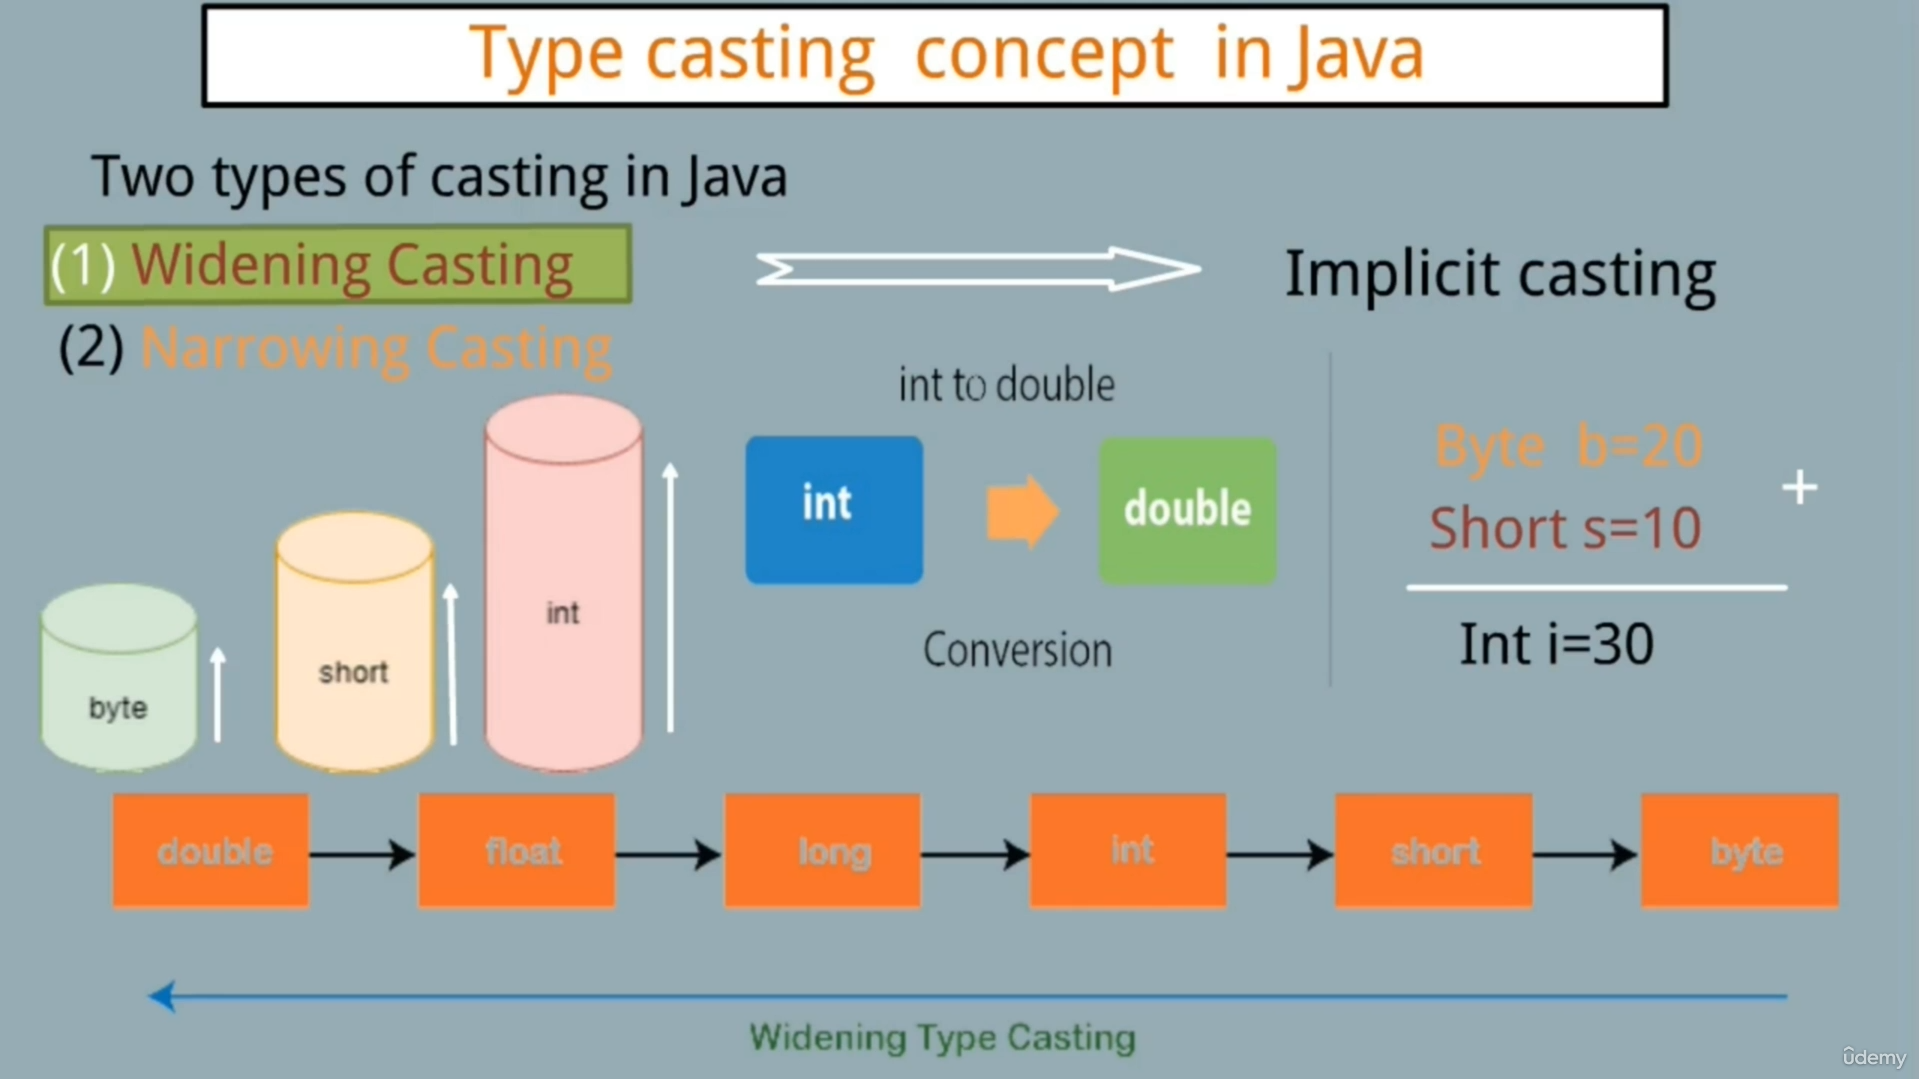 Type casting concept in Java
Two types of casting in Java
(1) Widening Casting
Implicit casting
(2) Narrowing Casting
int to double
int
double
Conversion
Byte b=20
+
Short s=10
Int i=30
byte
short
int
double
float
long
int
short
byte
Widening Type Casting
ûdemy